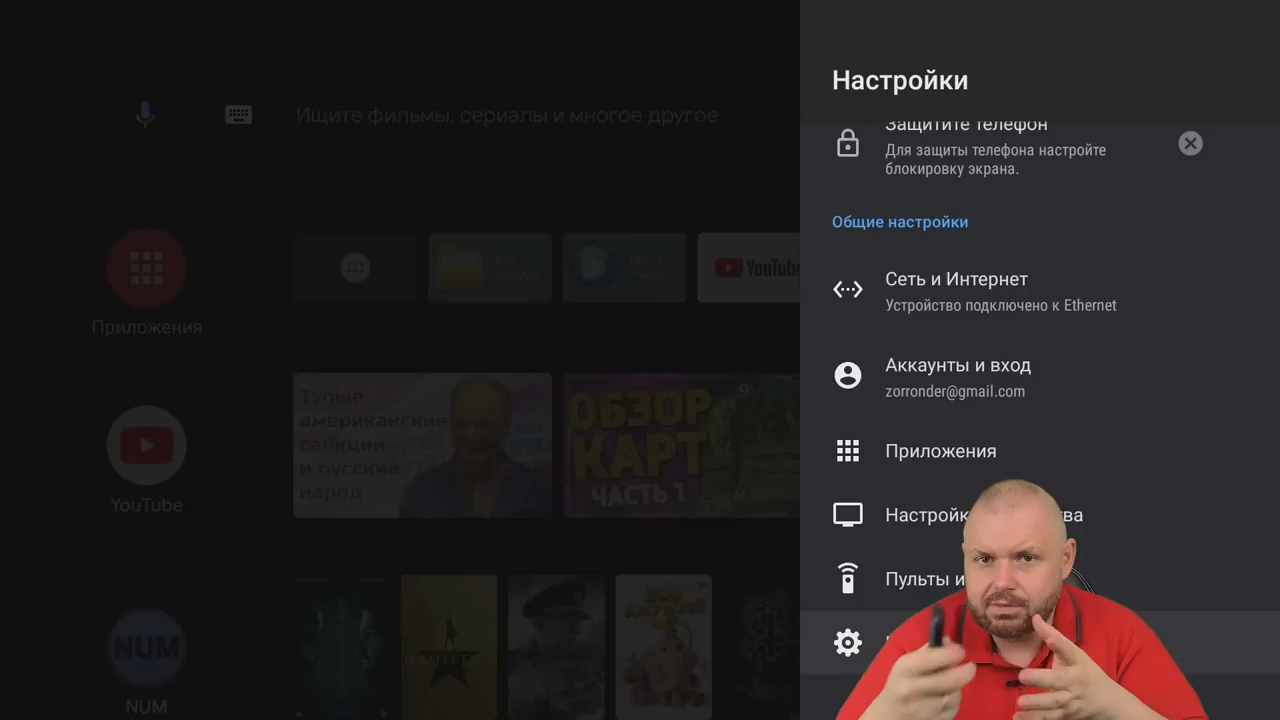 Настройки
Ищите фильмы, сериалы и многое другое
Защитите телефон
Для защиты телефона настройте
блокировку экрана.
Общие настройки
Сеть и Интернет
Устройство подключено к Ethernet
Аккаунты и вход
zorronder@gmail.com
Приложения
Пульты и
Приложения
YouTube
YouTube
Тупые
американские
санкции
и русский
народ
ОБЗОР
КАРТ
ЧАСТЬ 1
NUM
NUM
HAMILTON